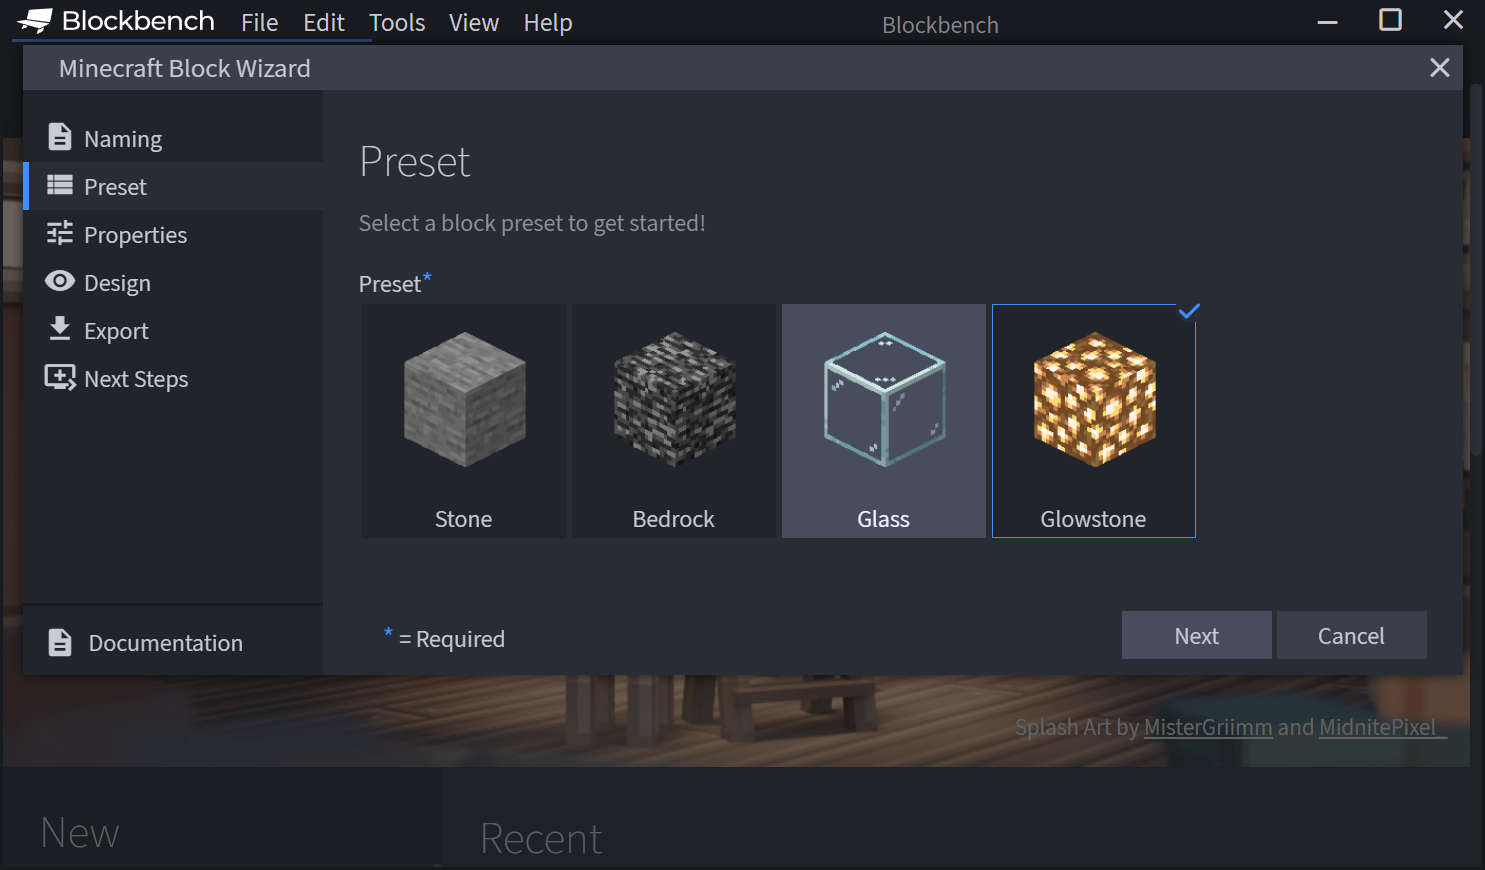 Blockbench File Edit Tools View Help Blockbench
Minecraft Block Wizard
Naming
Preset
Properties
Design
Export
Next Steps
Documentation
Preset
Select a block preset to get started!
Preset*
Stone Bedrock Glass Glowstone
* = Required
Next Cancel
Splash Art by MisterGriimm and MidnitePixel_
New Recent